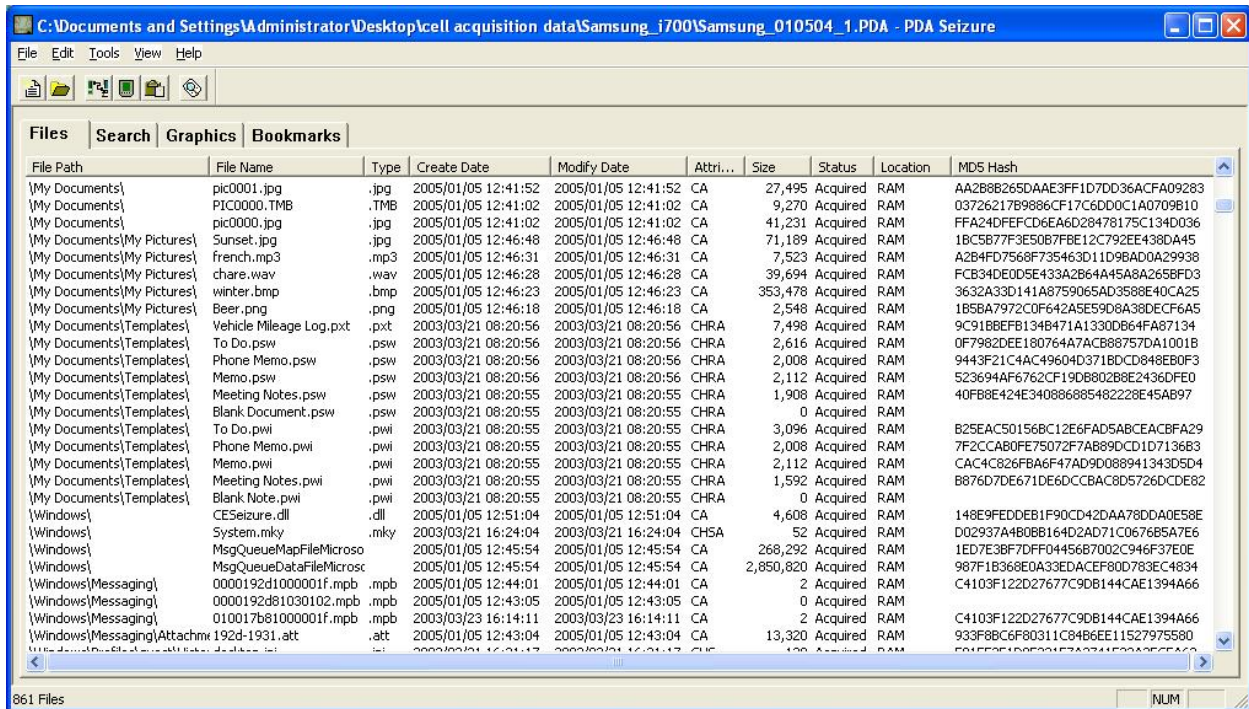 C:\Documents and Settings\Administrator\Desktop\cell acquisition data\Samsung_i700\Samsung_010504_1.PDA - PDA Seizure
File Edit Tools View Help
Files Search Graphics Bookmarks
File Path File Name Type Create Date Modify Date Attri... Size Status Location MD5 Hash
\My Documents\ pic0001.jpg .jpg 2005/01/05 12:41:52 2005/01/05 12:41:52 CA 27,495 Acquired RAM AA2B8B265DAAE3FF1D7DD36ACFA09283
\My Documents\ PIC0000.TMB .TMB 2005/01/05 12:41:02 2005/01/05 12:41:02 CA 9,270 Acquired RAM 03726217B9886CF17C6DD0C1A0709B10
\My Documents\ pic0000.jpg .jpg 2005/01/05 12:41:02 2005/01/05 12:41:02 CA 41,231 Acquired RAM FFA24DFEFCD6EA6D28478175C134D036
\My Documents\My Pictures\ Sunset.jpg .jpg 2005/01/05 12:46:48 2005/01/05 12:46:48 CA 71,189 Acquired RAM 1BC5B77F3E50B7FBE12C792EE438DA45
\My Documents\My Pictures\ french.mp3 .mp3 2005/01/05 12:46:31 2005/01/05 12:46:31 CA 7,523 Acquired RAM A2B4FD7568F735463D11D9BAD0A29938
\My Documents\My Pictures\ chare.wav .wav 2005/01/05 12:46:28 2005/01/05 12:46:28 CA 39,694 Acquired RAM FCB34DE0D5E433A2B64A45A8A265BFD3
\My Documents\My Pictures\ winter.bmp .bmp 2005/01/05 12:46:23 2005/01/05 12:46:23 CA 353,478 Acquired RAM 3632A33D141A8759065AD3588E40CA25
\My Documents\My Pictures\ Beer.png .png 2005/01/05 12:46:18 2005/01/05 12:46:18 CA 2,548 Acquired RAM 1B5BA7972C0F642A5E59D8A38DECF6A5
\My Documents\Templates\ Vehicle Mileage Log.pxt .pxt 2003/03/21 08:20:56 2003/03/21 08:20:56 CHRA 7,498 Acquired RAM 9C91BBEFB134B471A1330DB64FA87134
\My Documents\Templates\ To Do.psw .psw 2003/03/21 08:20:56 2003/03/21 08:20:56 CHRA 2,616 Acquired RAM 0F7982DEE180764A7ACB88757DA1001B
\My Documents\Templates\ Phone Memo.psw .psw 2003/03/21 08:20:56 2003/03/21 08:20:56 CHRA 2,008 Acquired RAM 9443F21C4AC49604D371BDCD848EB0F3
\My Documents\Templates\ Memo.psw .psw 2003/03/21 08:20:56 2003/03/21 08:20:56 CHRA 2,112 Acquired RAM 523694AF6762CF19DB802B8E2436DFE0
\My Documents\Templates\ Meeting Notes.psw .psw 2003/03/21 08:20:55 2003/03/21 08:20:55 CHRA 1,908 Acquired RAM 40FB8E424E340886885482228E45AB97
\My Documents\Templates\ Blank Document.psw .psw 2003/03/21 08:20:55 2003/03/21 08:20:55 CHRA 0 Acquired RAM
\My Documents\Templates\ To Do.pwi .pwi 2003/03/21 08:20:55 2003/03/21 08:20:55 CHRA 3,096 Acquired RAM B25EAC50156BC12E6FAD5ABCEACBFA29
\My Documents\Templates\ Phone Memo.pwi .pwi 2003/03/21 08:20:55 2003/03/21 08:20:55 CHRA 2,008 Acquired RAM 7F2CCAB0FE75072F7AB89DCD1D7136B3
\My Documents\Templates\ Memo.pwi .pwi 2003/03/21 08:20:55 2003/03/21 08:20:55 CHRA 2,112 Acquired RAM CAC4C826FBA6F47AD9D088941343D5D4
\My Documents\Templates\ Meeting Notes.pwi .pwi 2003/03/21 08:20:55 2003/03/21 08:20:55 CHRA 1,592 Acquired RAM B876D7DE671DE6DCCBAC8D5726DCDE82
\My Documents\Templates\ Blank Note.pwi .pwi 2003/03/21 08:20:55 2003/03/21 08:20:55 CHRA 0 Acquired RAM
\Windows\ CESeizure.dll .dll 2005/01/05 12:51:04 2005/01/05 12:51:04 CA 4,608 Acquired RAM 148E9FEDDEB1F90CD42DAA78DDA0E58E
\Windows\ System.mky .mky 2003/03/21 16:24:04 2003/03/21 16:24:04 CHSA 52 Acquired RAM D02937A4B0BB164D2AD71C0676B5A7E6
\Windows\ MsgQueueMapFileMicroso 2005/01/05 12:45:54 2005/01/05 12:45:54 CA 268,292 Acquired RAM 1ED7E3BF7DFF04456B7002C946F37E0E
\Windows\ MsgQueueDataFileMicrosc 2005/01/05 12:45:54 2005/01/05 12:45:54 CA 2,850,820 Acquired RAM 987F1B368E0A33EDACEF80D783EC4834
\Windows\Messaging\ 0000192d1000001f.mpb .mpb 2005/01/05 12:44:01 2005/01/05 12:44:01 CA 2 Acquired RAM C4103F122D27677C9DB144CAE1394A66
\Windows\Messaging\ 0000192d81030102.mpb .mpb 2005/01/05 12:43:05 2005/01/05 12:43:05 CA 0 Acquired RAM
\Windows\Messaging\ 010017b81000001f.mpb .mpb 2003/03/23 16:14:11 2003/03/23 16:14:11 CA 2 Acquired RAM C4103F122D27677C9DB144CAE1394A66
\Windows\Messaging\Attachme 192d-1931.att .att 2005/01/05 12:43:04 2005/01/05 12:43:04 CA 13,320 Acquired RAM 933F8BC6F80311C84B6EE11527975580
861 Files NUM